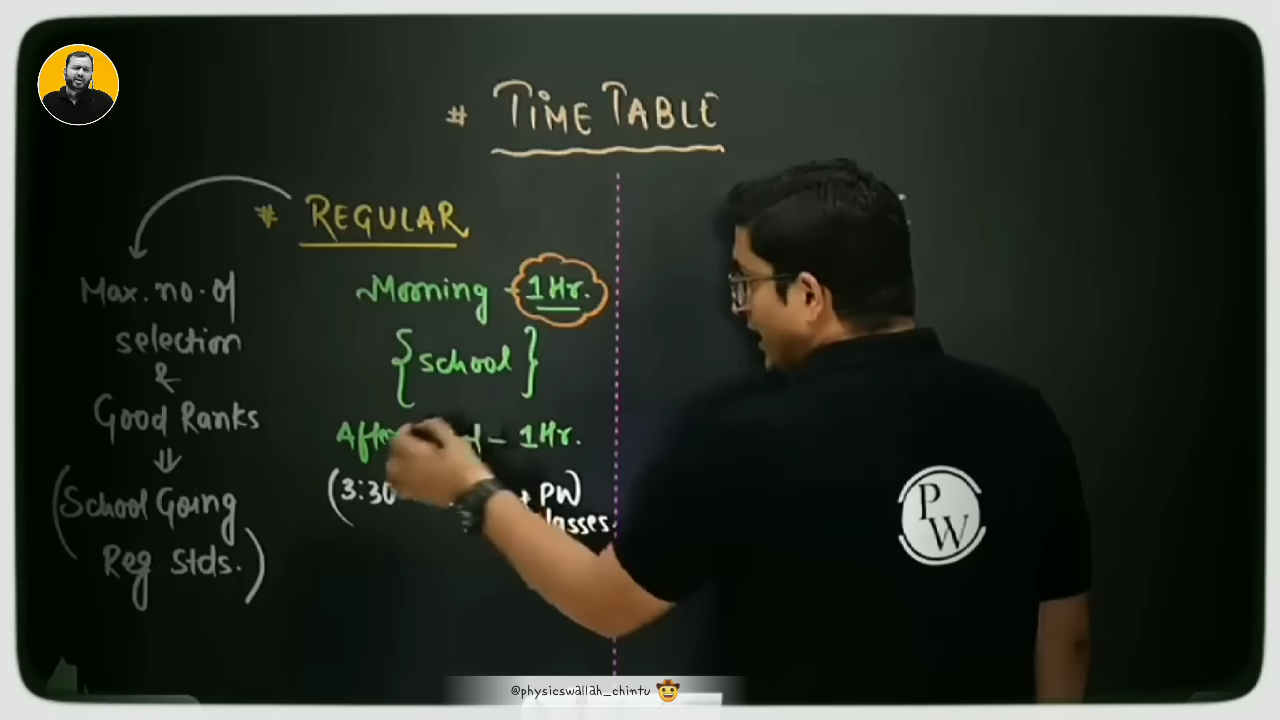 # TIME TABLE
# REGULAR
Max. no. of
selection
&
Good Ranks
⇓
(School Going
Reg Stds.)
Morning - 1Hr.
{school}
- 1Hr.
(3:30
+ PW
PW
@physicswallah_chintu 🤠